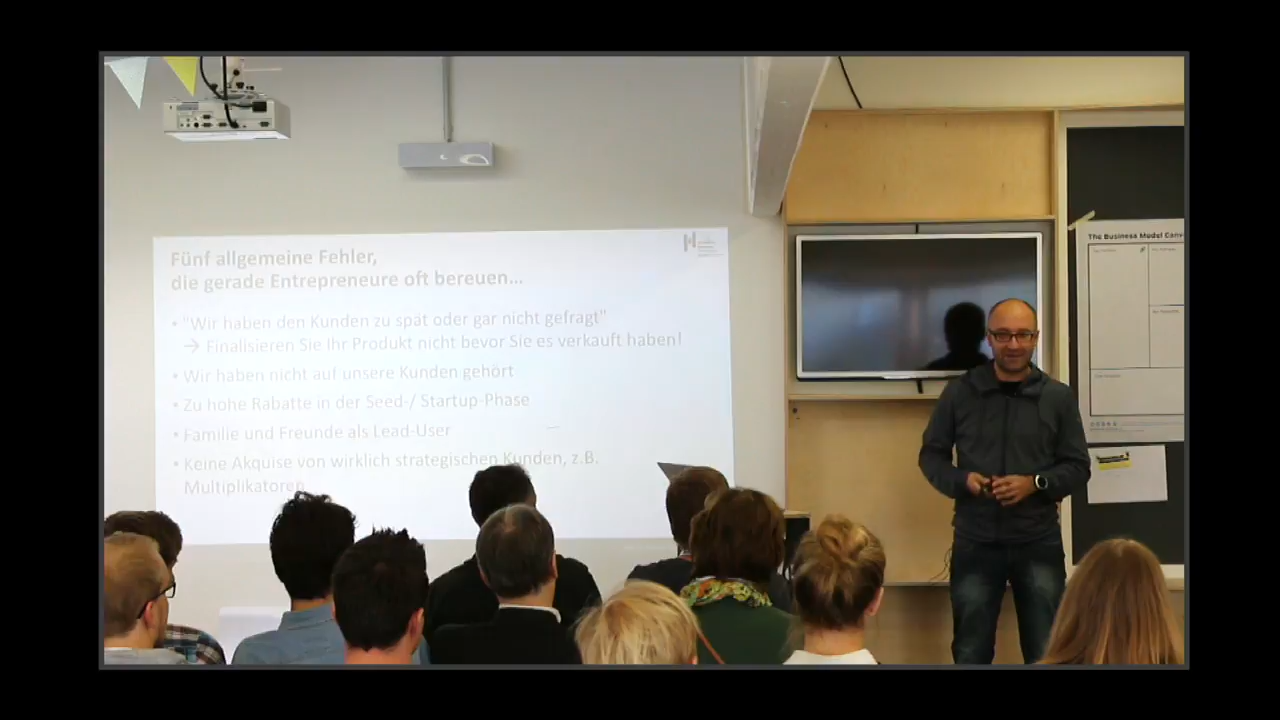 Fünf allgemeine Fehler,
die gerade Entrepreneure oft bereuen...
• "Wir haben den Kunden zu spät oder gar nicht gefragt"
→ Finalisieren Sie Ihr Produkt nicht bevor Sie es verkauft haben!
• Wir haben nicht auf unsere Kunden gehört
• Zu hohe Rabatte in der Seed-/ Startup-Phase
• Familie und Freunde als Lead-User
• Keine Akquise von wirklich strategischen Kunden, z.B.
Multiplikatoren
The Business Model Canv